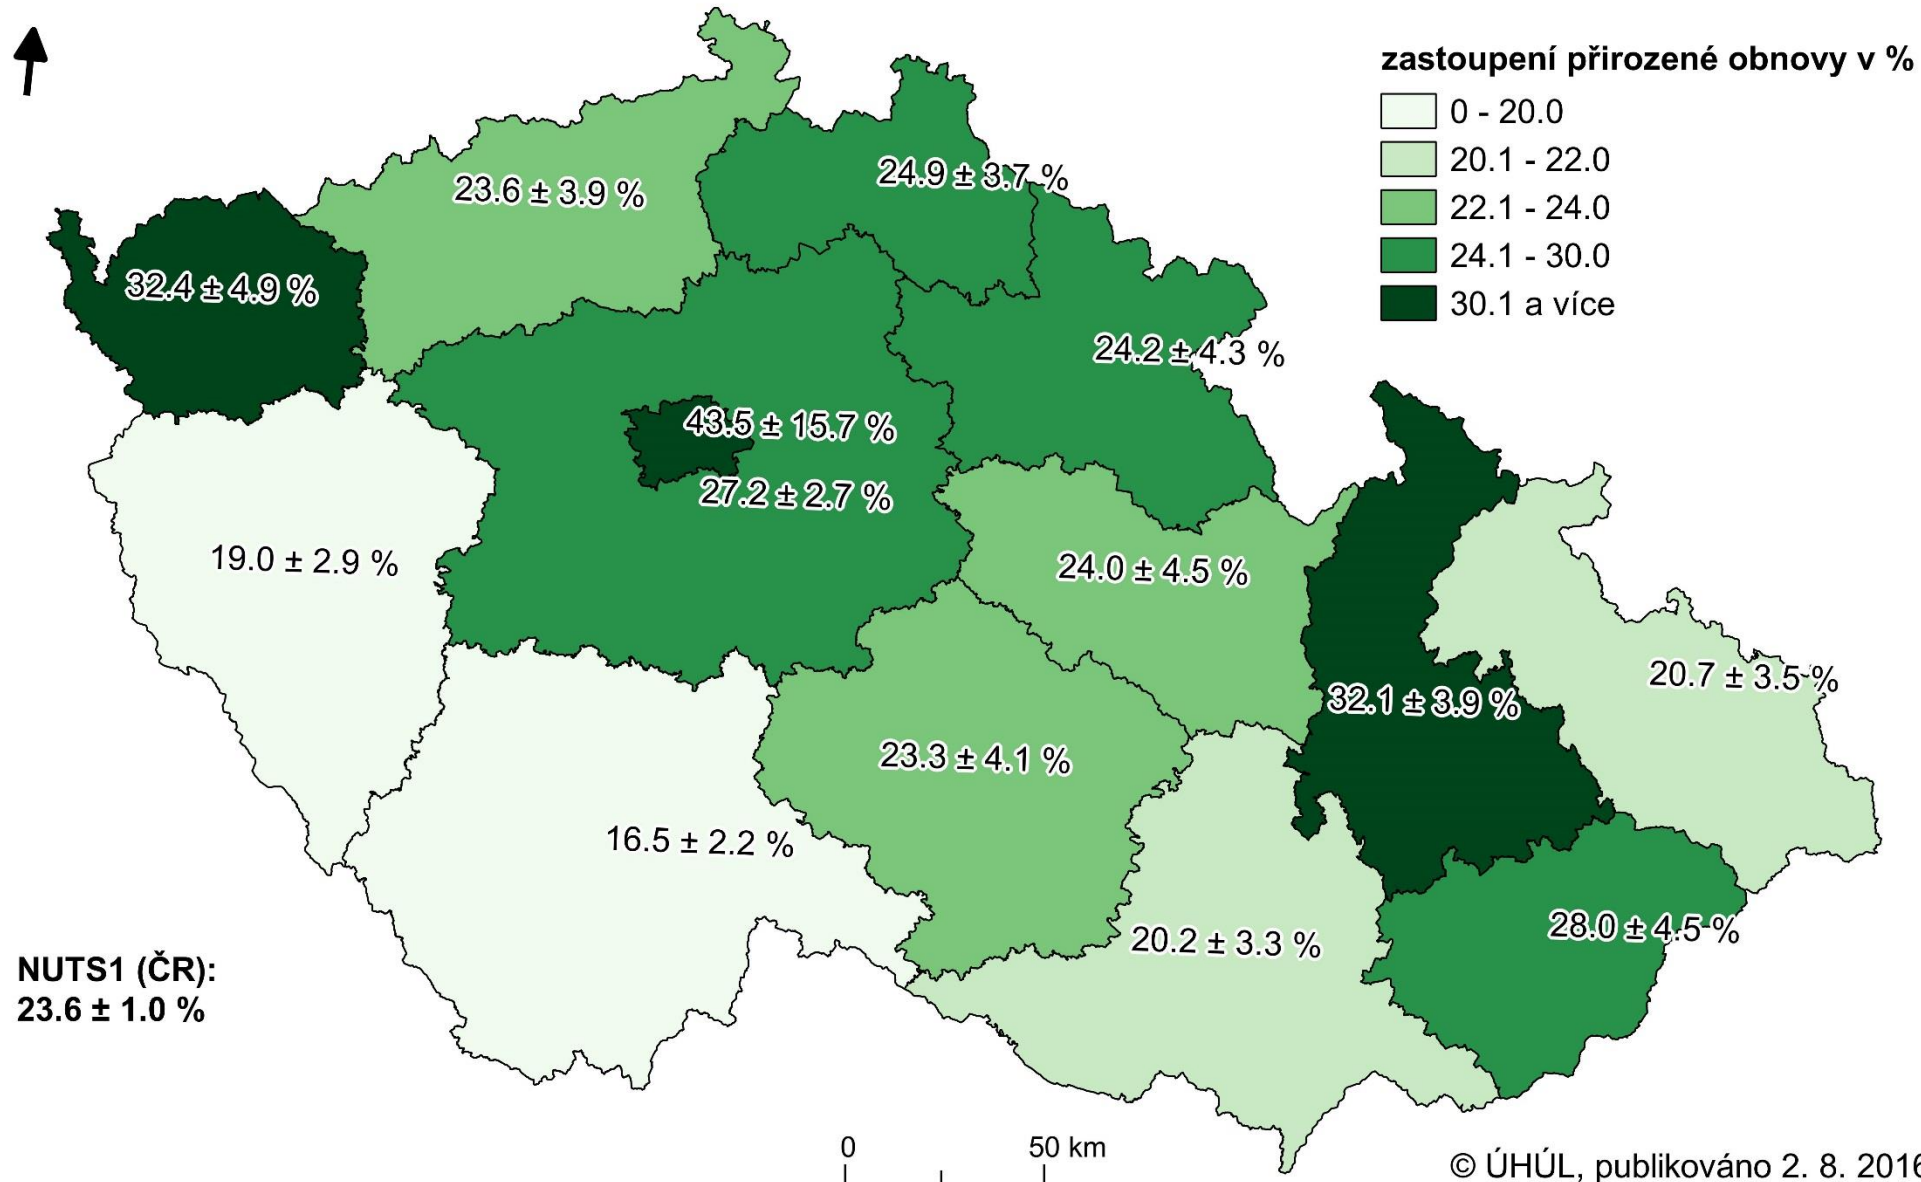 zastoupení přirozené obnovy v %
0 - 20.0
20.1 - 22.0
22.1 - 24.0
24.1 - 30.0
30.1 a více
24.9 ± 3.7 %
23.6 ± 3.9 %
32.4 ± 4.9 %
24.2 ± 4.3 %
43.5 ± 15.7 %
27.2 ± 2.7 %
19.0 ± 2.9 %
24.0 ± 4.5 %
20.7 ± 3.5 %
32.1 ± 3.9 %
23.3 ± 4.1 %
16.5 ± 2.2 %
28.0 ± 4.5 %
20.2 ± 3.3 %
NUTS1 (ČR):
23.6 ± 1.0 %
0 50 km
© ÚHÚL, publikováno 2. 8. 2016